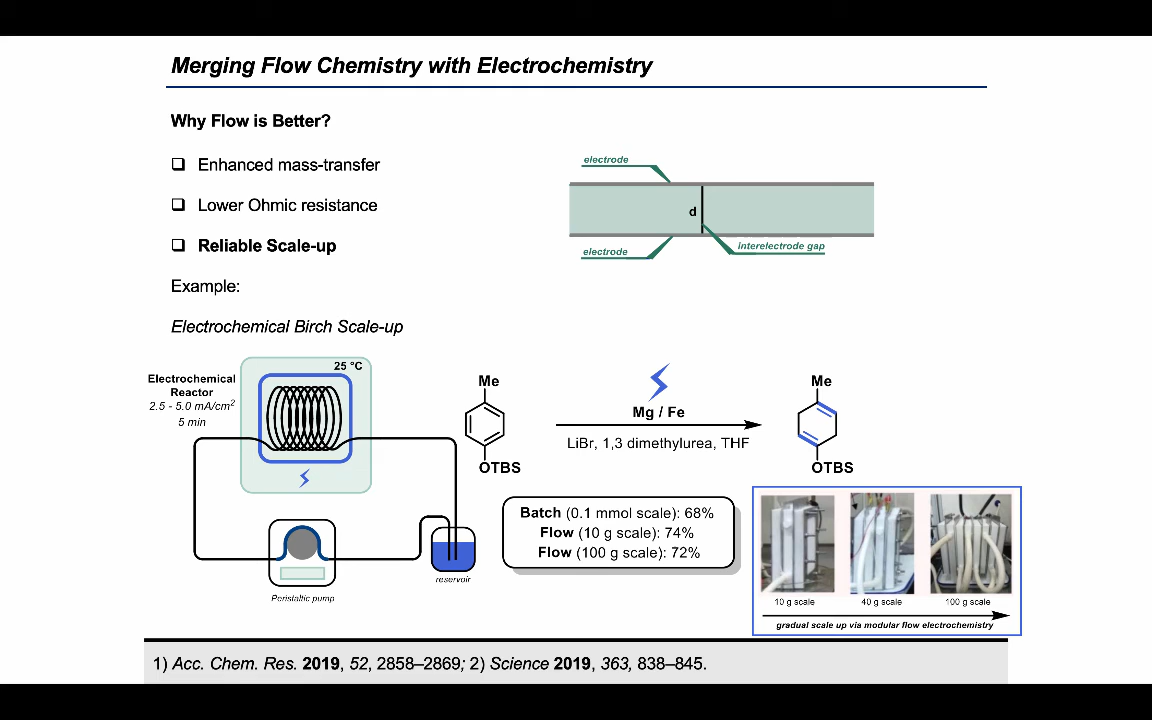 Merging Flow Chemistry with Electrochemistry
Why Flow is Better?
Enhanced mass-transfer
Lower Ohmic resistance
Reliable Scale-up
Example:
Electrochemical Birch Scale-up
electrode
d
electrode
interelectrode gap
25 °C
Electrochemical
Reactor
2.5 - 5.0 mA/cm2
5 min
Peristaltic pump
reservoir
Me
OTBS
Mg / Fe
LiBr, 1,3 dimethylurea, THF
Me
OTBS
Batch (0.1 mmol scale): 68%
Flow (10 g scale): 74%
Flow (100 g scale): 72%
10 g scale
40 g scale
100 g scale
gradual scale up via modular flow electrochemistry
1) Acc. Chem. Res. 2019, 52, 2858–2869; 2) Science 2019, 363, 838–845.